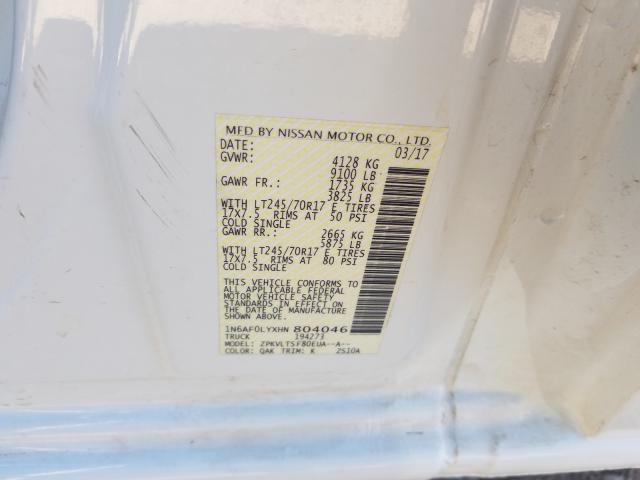 MFD BY NISSAN MOTOR CO., LTD.
DATE: 03/17
GVWR: 4128 KG
9100 LB
GAWR FR.: 1735 KG
3825 LB
WITH LT245/70R17 E TIRES
17X7.5 RIMS AT 50 PSI
COLD SINGLE
GAWR RR.: 2665 KG
5875 LB
WITH LT245/70R17 E TIRES
17X7.5 RIMS AT 80 PSI
COLD SINGLE
THIS VEHICLE CONFORMS TO
ALL APPLICABLE FEDERAL
MOTOR VEHICLE SAFETY
STANDARDS IN EFFECT ON
THE DATE OF MANUFACTURE
SHOWN ABOVE.
1N6AF0LYXHN 804046
TRUCK 194273
MODEL: ZPKVLTSF80EUA--A--
COLOR: QAK TRIM: K 2510A